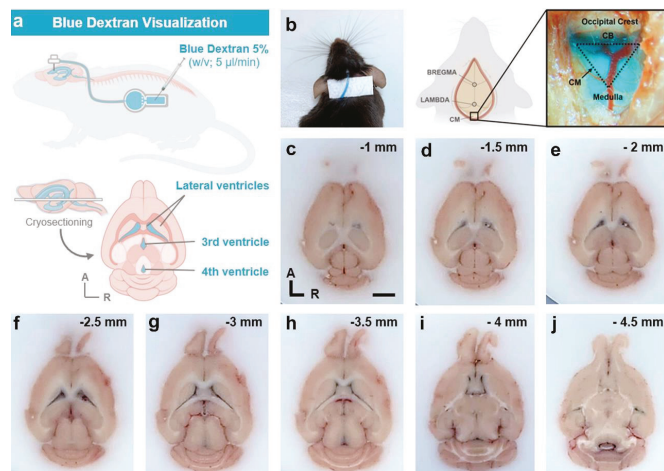 a
Blue Dextran Visualization
Blue Dextran 5%
(w/v; 5 µl/min)
Cryosectioning
Lateral ventricles
3rd ventricle
4th ventricle
A
R
b
BREGMA
LAMBDA
CM
Occipital Crest
CB
CM
Medulla
c
-1 mm
A
R
d
-1.5 mm
e
- 2 mm
f
-2.5 mm
g
-3 mm
h
-3.5 mm
i
- 4 mm
j
- 4.5 mm